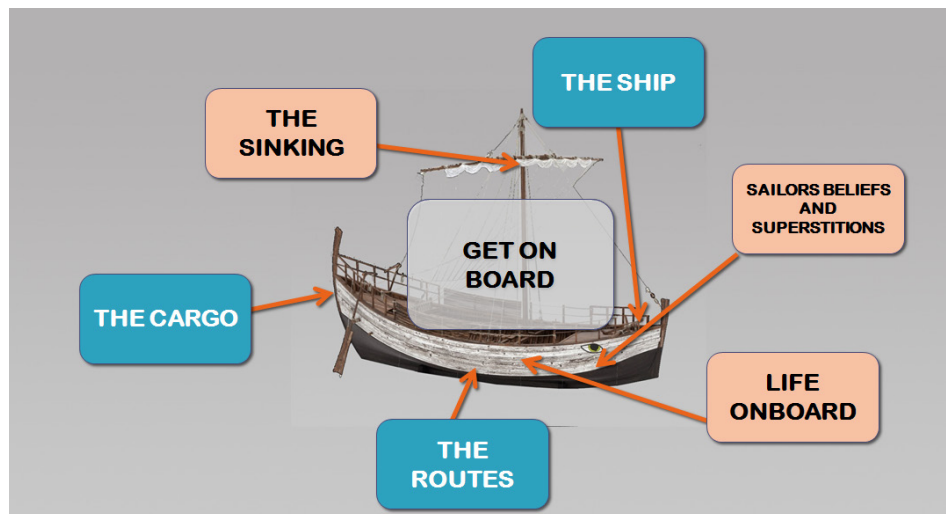 THE SHIP
THE
SINKING
SAILORS BELIEFS
AND
SUPERSTITIONS
GET ON
BOARD
THE CARGO
LIFE
ONBOARD
THE
ROUTES